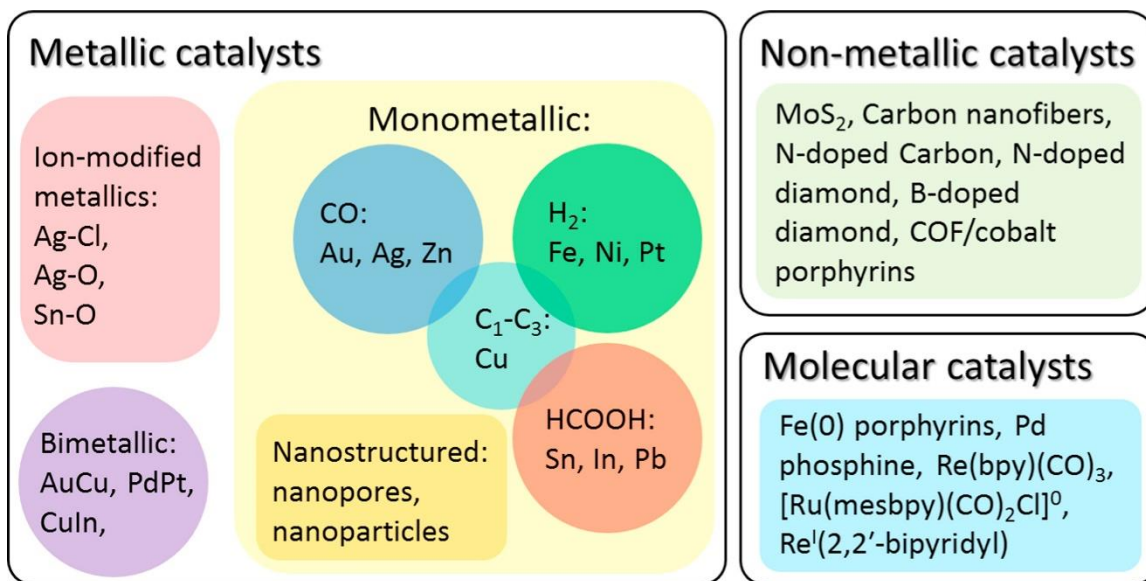 Metallic catalysts
Ion-modified
metallics:
Ag-Cl,
Ag-O,
Sn-O
Bimetallic:
AuCu, PdPt,
CuIn,
Monometallic:
CO:
Au, Ag, Zn
H₂:
Fe, Ni, Pt
C₁-C₃:
Cu
HCOOH:
Sn, In, Pb
Nanostructured:
nanopores,
nanoparticles
Non-metallic catalysts
MoS₂, Carbon nanofibers,
N-doped Carbon, N-doped
diamond, B-doped
diamond, COF/cobalt
porphyrins
Molecular catalysts
Fe(0) porphyrins, Pd
phosphine, Re(bpy)(CO)₃,
[Ru(mesbpy)(CO)₂Cl]⁰,
Reᴵ(2,2′-bipyridyl)